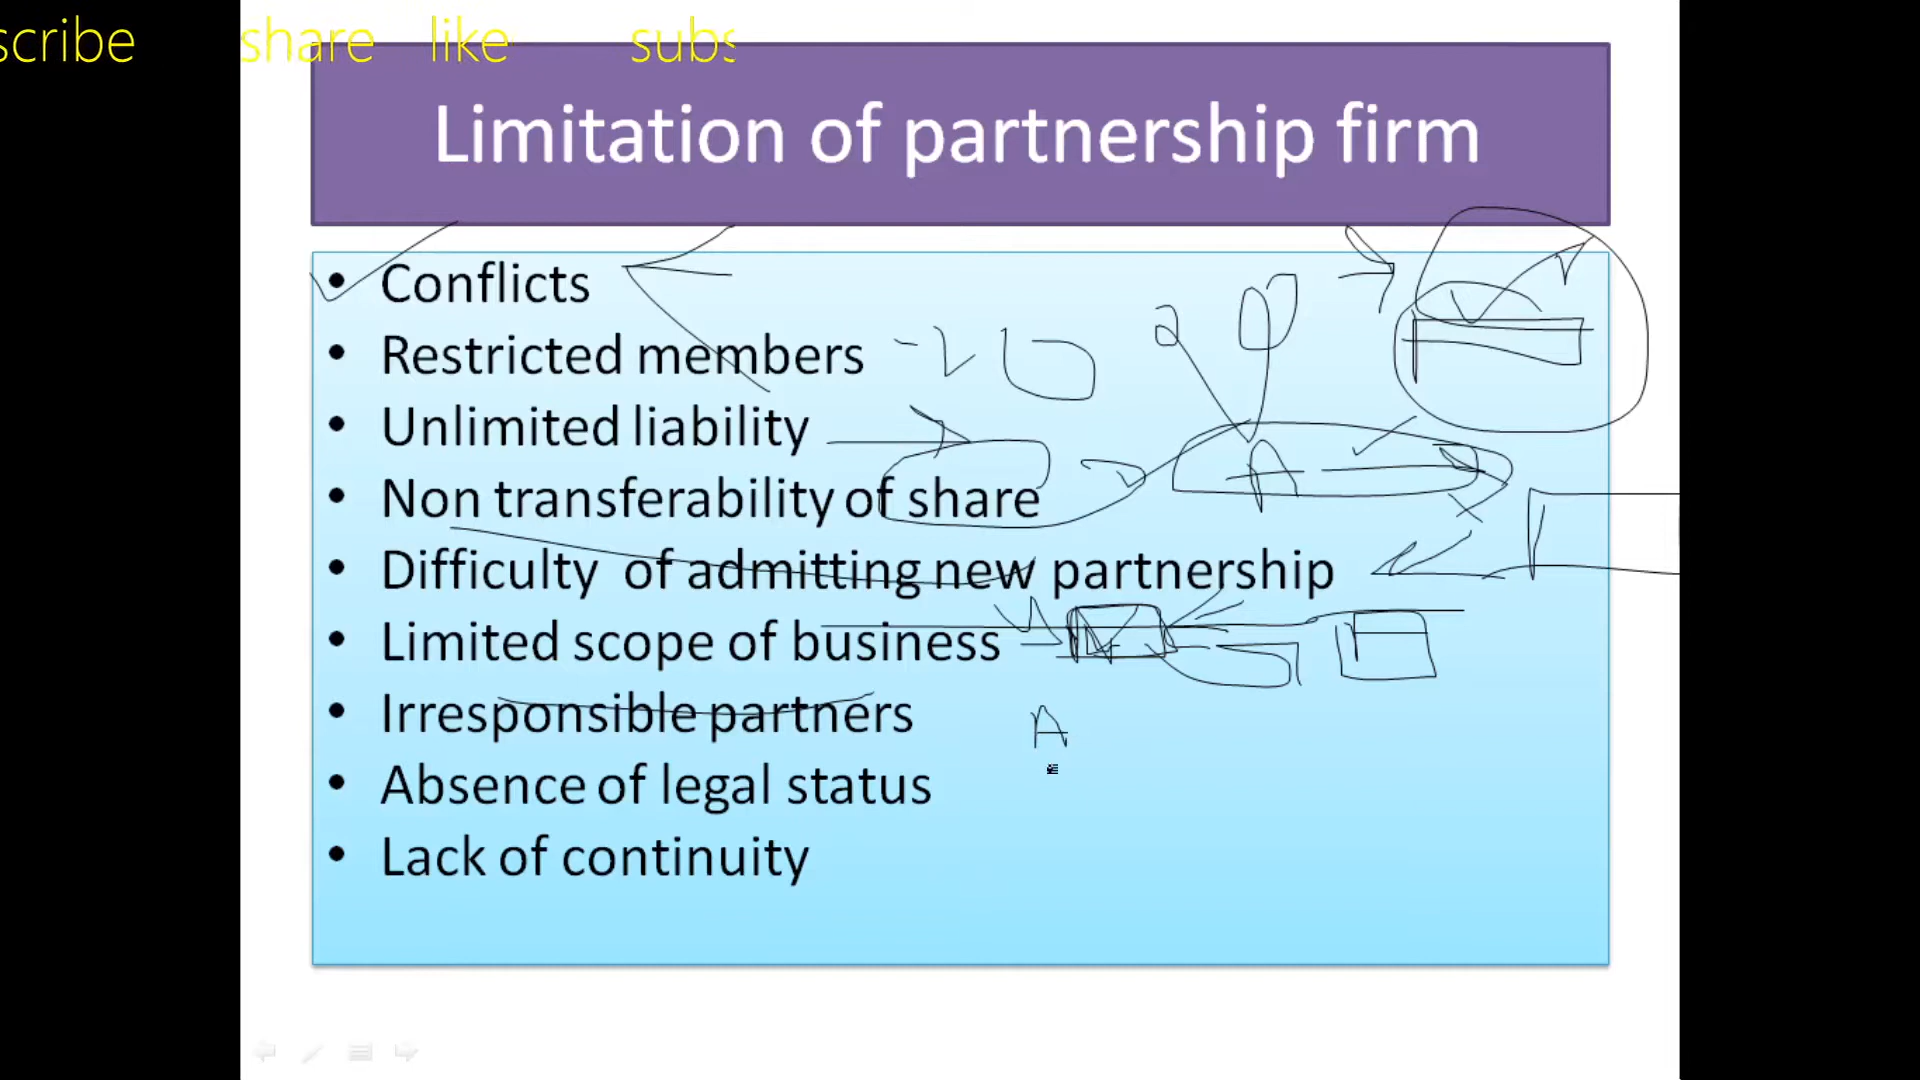 scribe share like subs
Limitation of partnership firm
• Conflicts
• Restricted members
• Unlimited liability
• Non transferability of share
• Difficulty of admitting new partnership
• Limited scope of business
• Irresponsible partners
A
• Absence of legal status
• Lack of continuity